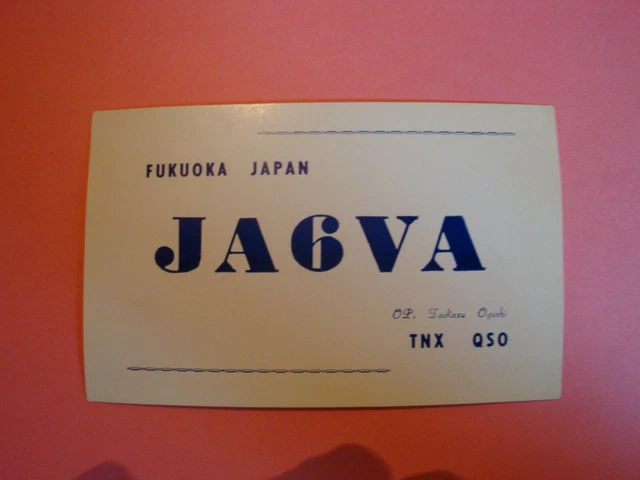 FUKUOKA JAPAN
JA6VA
OP.
TNX QSO